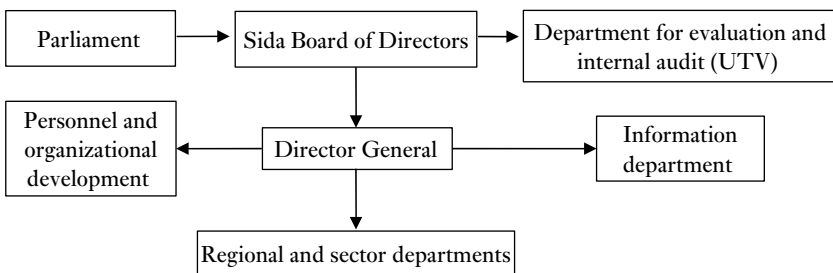 Parliament
Sida Board of Directors
Department for evaluation and
internal audit (UTV)
Personnel and
organizational
development
Director General
Information
department
Regional and sector departments